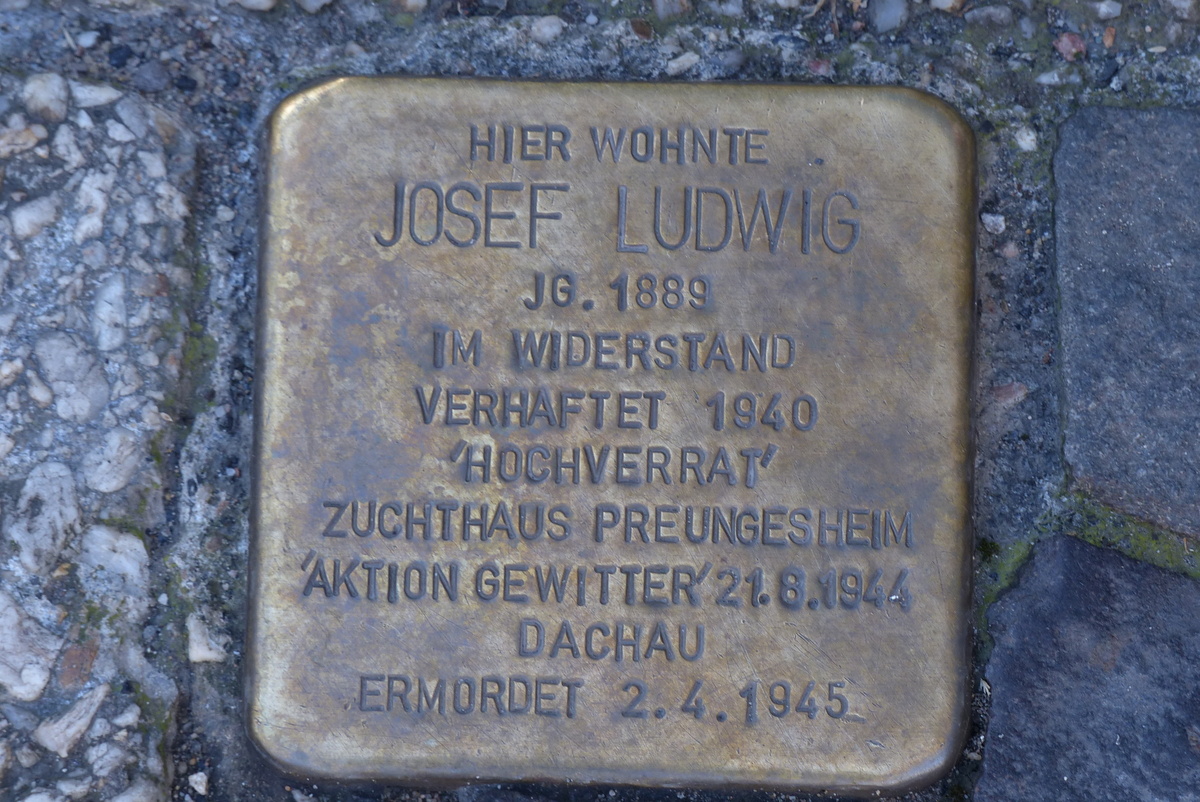 HIER WOHNTE
JOSEF LUDWIG
JG. 1889
IM WIDERSTAND
VERHAFTET 1940
'HOCHVERRAT'
ZUCHTHAUS PREUNGESHEIM
'AKTION GEWITTER' 21.8.1944
DACHAU
ERMORDET 2.4.1945